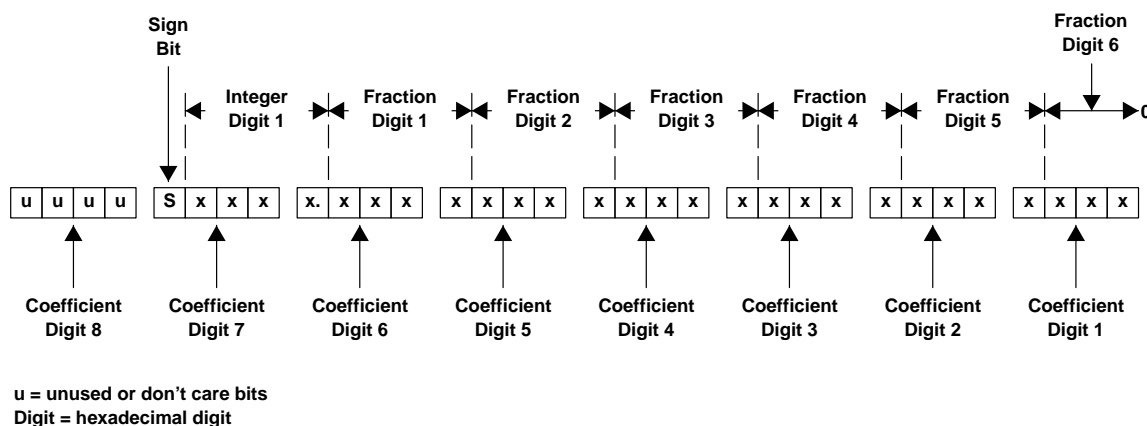 Sign
Bit
Fraction
Digit 6
Integer
Digit 1
Fraction
Digit 1
Fraction
Digit 2
Fraction
Digit 3
Fraction
Digit 4
Fraction
Digit 5
0
u u u u S x x x x. x x x x x x x x x x x x x x x x x x x x x x x
Coefficient
Digit 8
Coefficient
Digit 7
Coefficient
Digit 6
Coefficient
Digit 5
Coefficient
Digit 4
Coefficient
Digit 3
Coefficient
Digit 2
Coefficient
Digit 1
u = unused or don’t care bits
Digit = hexadecimal digit